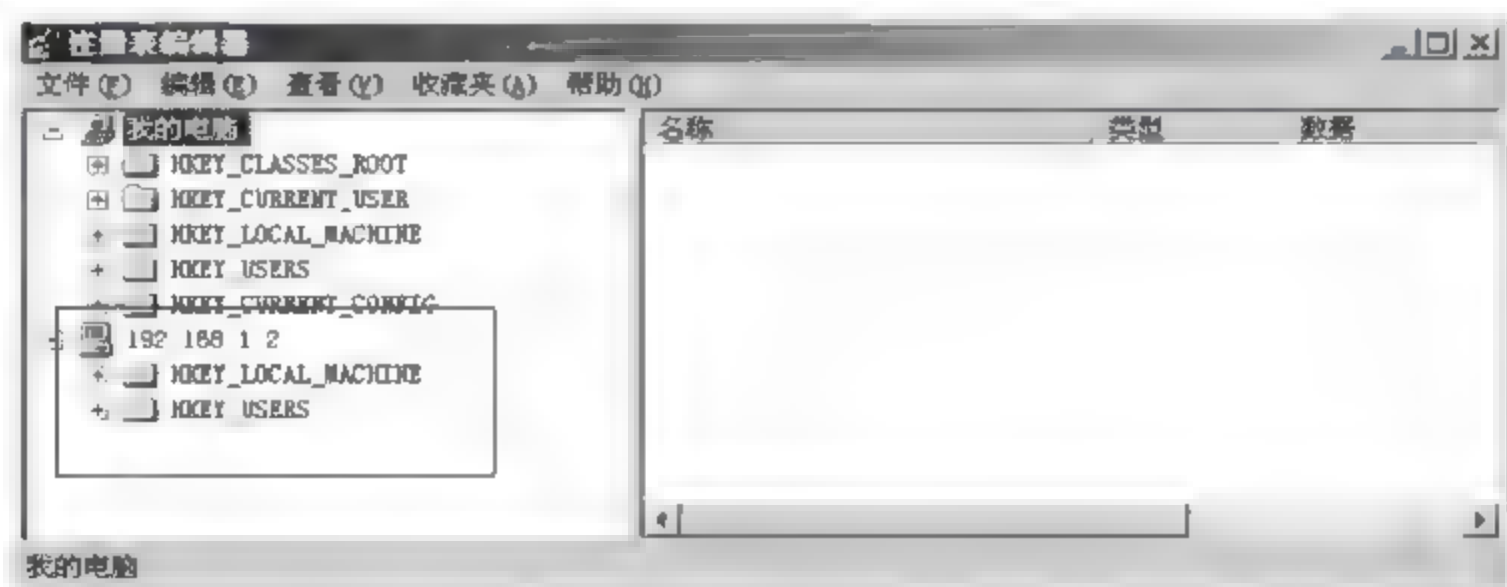 注册表编辑器
文件(F) 编辑(E) 查看(V) 收藏夹(A) 帮助(H)
我的电脑
名称 类型 数据
HKEY_CLASSES_ROOT
HKEY_CURRENT_USER
HKEY_LOCAL_MACHINE
HKEY_USERS
HKEY_CURRENT_CONFIG
192 168 1 2
HKEY_LOCAL_MACHINE
HKEY_USERS
我的电脑